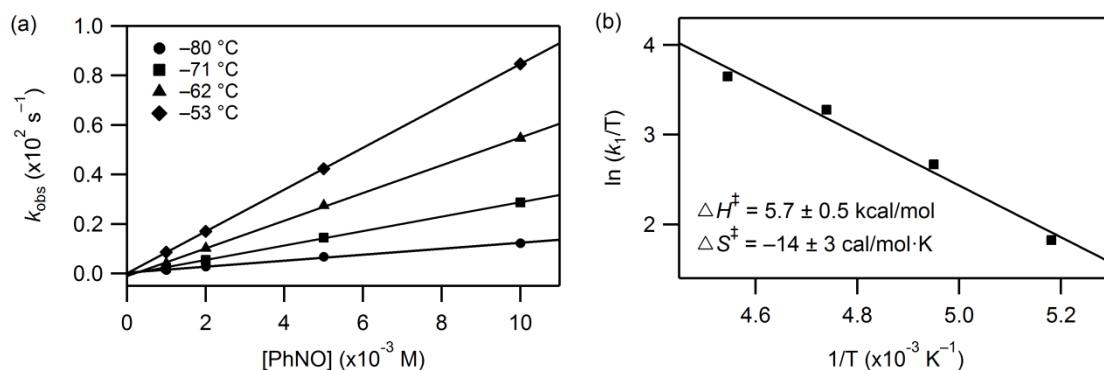 (a)
1.0
0.8
0.6
0.4
0.2
0.0
k_obs (x10² s⁻¹)
–80 °C
–71 °C
–62 °C
–53 °C
0 2 4 6 8 10
[PhNO] (x10⁻³ M)
(b)
4
3
2
ln (k₁/T)
△H‡ = 5.7 ± 0.5 kcal/mol
△S‡ = –14 ± 3 cal/mol·K
4.6 4.8 5.0 5.2
1/T (x10⁻³ K⁻¹)